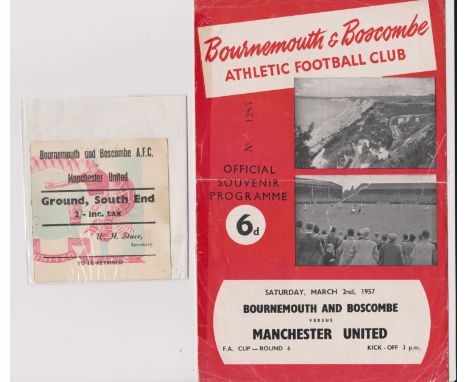 Bournemouth and Boscombe A.F.C.
v
Manchester United
Ground, South End
2/- inc. tax
Secretary.
TO BE RETAINED
Bournemouth & Boscombe
ATHLETIC FOOTBALL CLUB
Nº 1285
OFFICIAL
SOUVENIR
PROGRAMME
6d
SATURDAY, MARCH 2nd, 1957
BOURNEMOUTH AND BOSCOMBE
VERSUS
MANCHESTER UNITED
F.A. CUP—ROUND 6 KICK-OFF 3 p.m.